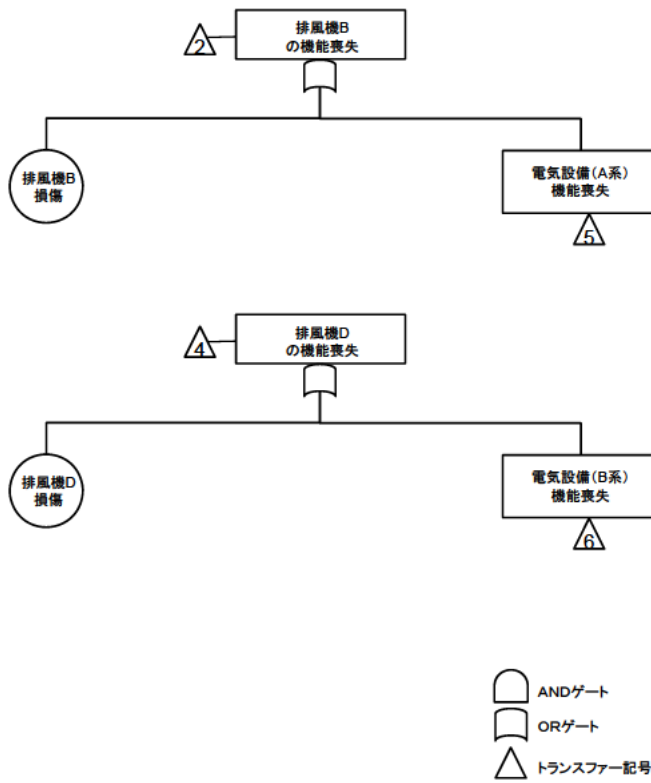 排風機B
の機能喪失
2
排風機B
損傷
電気設備(A系)
機能喪失
5
排風機D
の機能喪失
4
排風機D
損傷
電気設備(B系)
機能喪失
6
ANDゲート
ORゲート
トランスファー記号